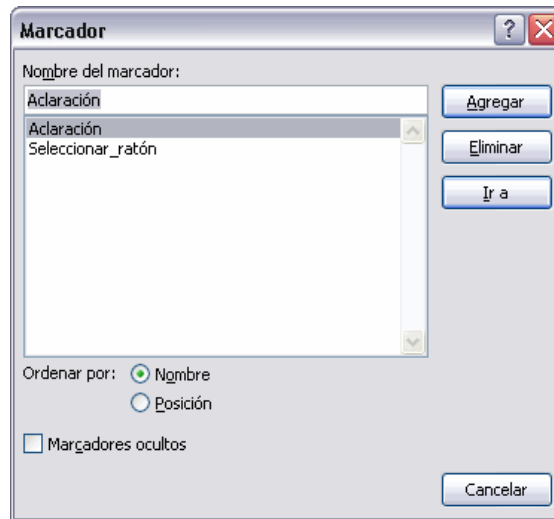 Marcador
Nombre del marcador:
Aclaración
Agregar
Aclaración
Seleccionar_ratón
Eliminar
Ir a
Ordenar por:
Nombre
Posición
Marcadores ocultos
Cancelar